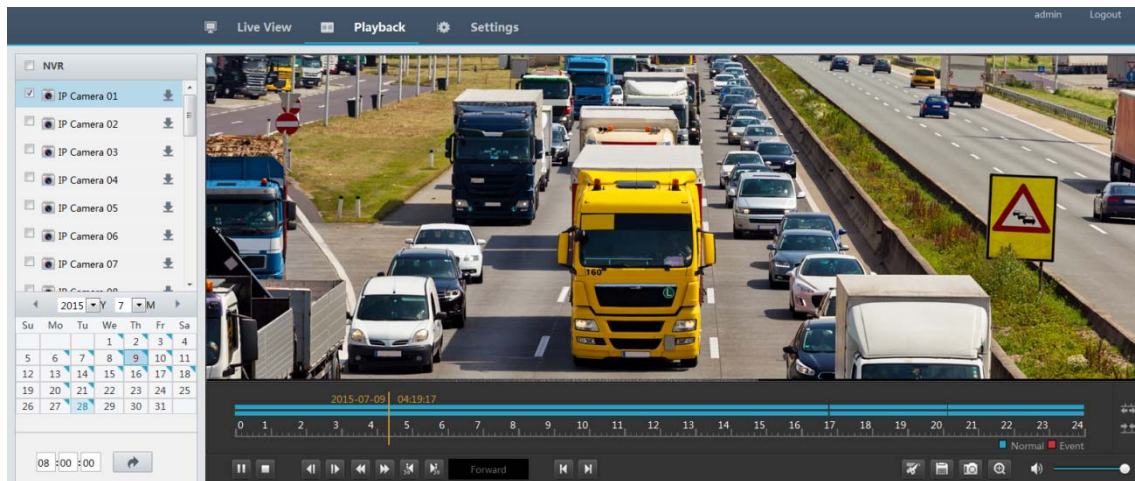 admin Logout
Live View Playback Settings
NVR
IP Camera 01
IP Camera 02
IP Camera 03
IP Camera 04
IP Camera 05
IP Camera 06
IP Camera 07
2015 Y 7 M
Su Mo Tu We Th Fr Sa
1 2 3 4
5 6 7 8 9 10 11
12 13 14 15 16 17 18
19 20 21 22 23 24 25
26 27 28 29 30 31
08 :00 :00
160
2015-07-09 04:19:17
0 1 2 3 4 5 6 7 8 9 10 11 12 13 14 15 16 17 18 19 20 21 22 23 24
Normal Event
Forward